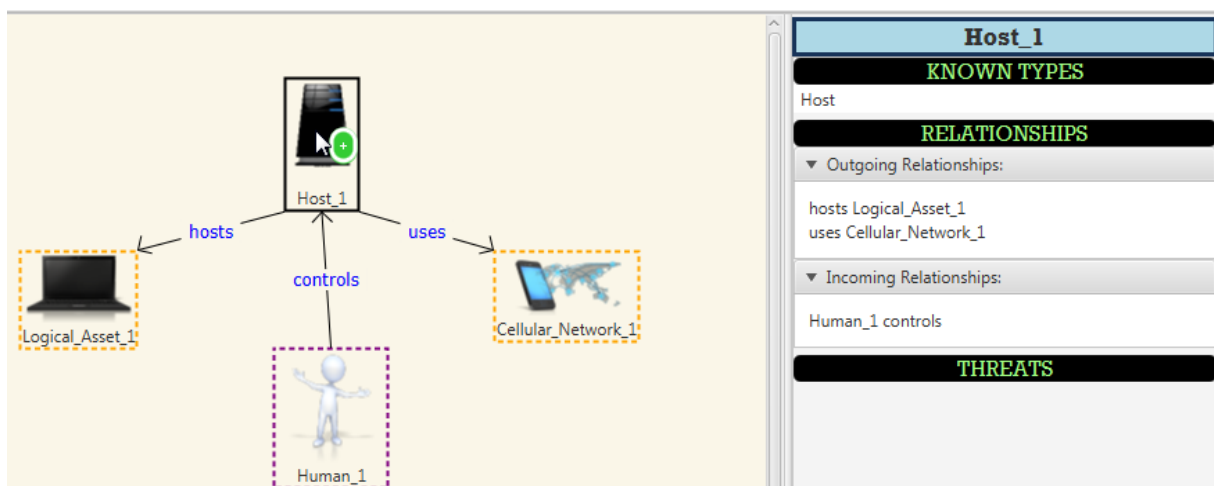 Host_1
hosts
uses
controls
Logical_Asset_1
Cellular_Network_1
Human_1
Host_1
KNOWN TYPES
Host
RELATIONSHIPS
Outgoing Relationships:
hosts Logical_Asset_1
uses Cellular_Network_1
Incoming Relationships:
Human_1 controls
THREATS